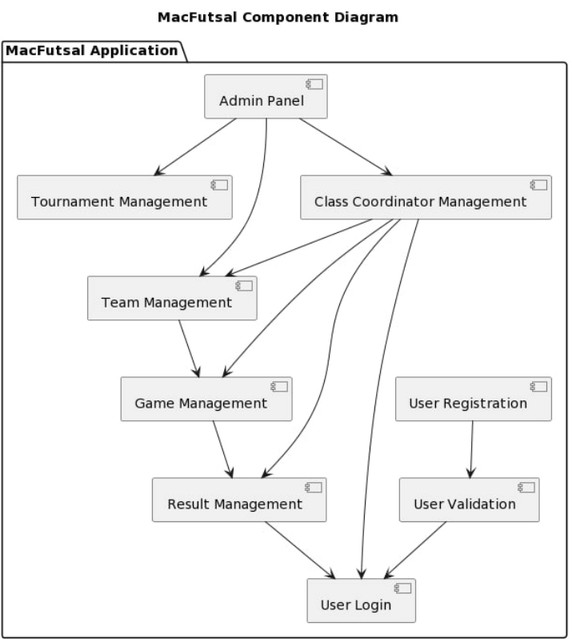 MacFutsal Component Diagram
MacFutsal Application
Admin Panel
Tournament Management
Class Coordinator Management
Team Management
Game Management
User Registration
Result Management
User Validation
User Login